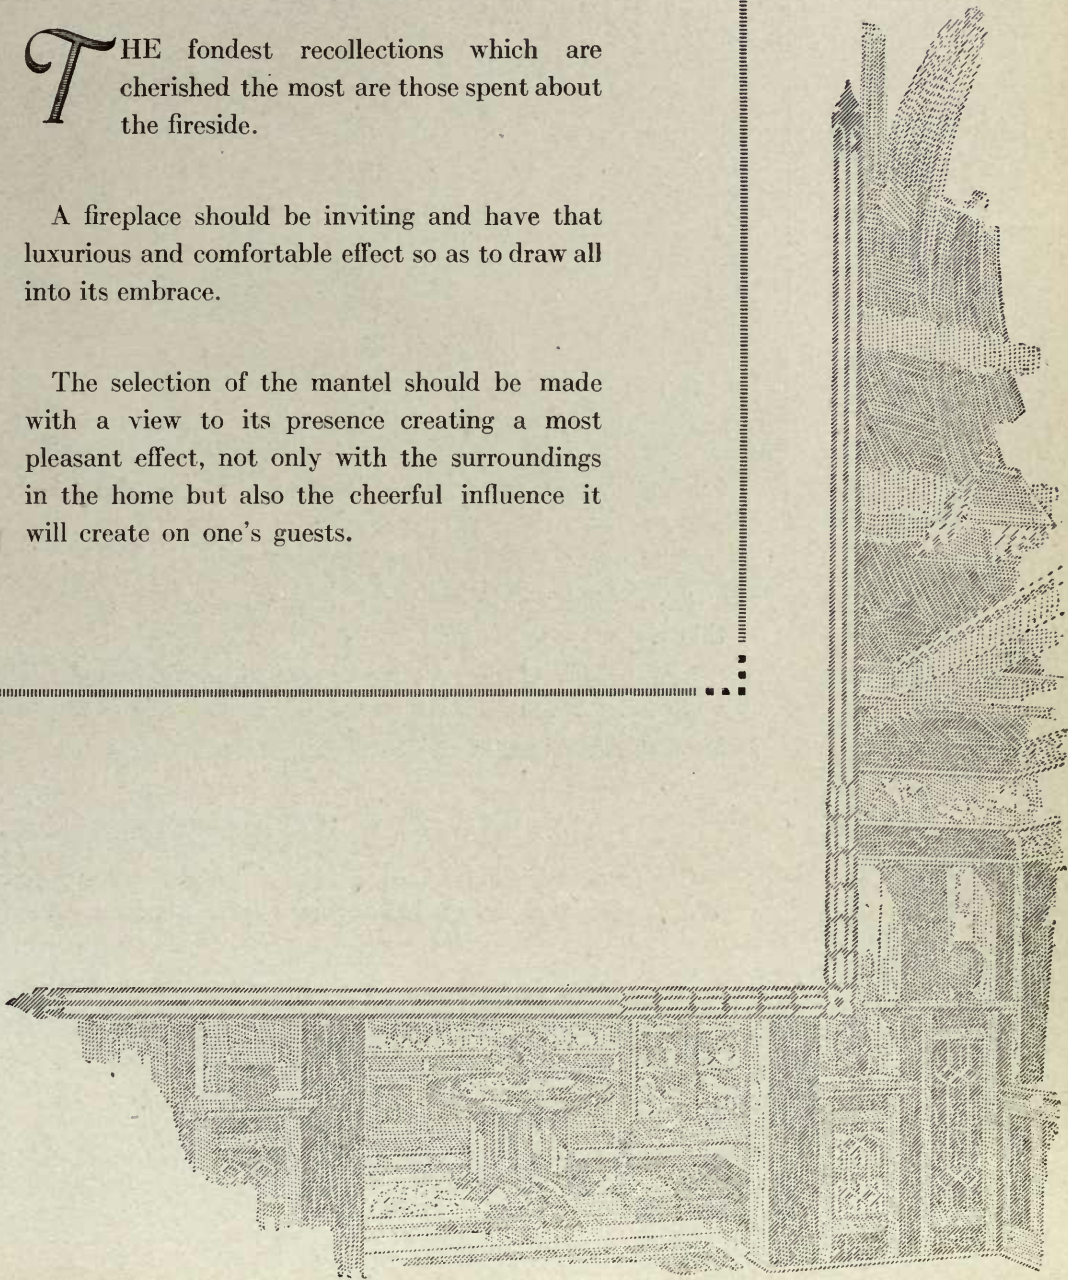 THE fondest recollections which are
cherished the most are those spent about
the fireside.
A fireplace should be inviting and have that
luxurious and comfortable effect so as to draw all
into its embrace.
The selection of the mantel should be made
with a view to its presence creating a most
pleasant effect, not only with the surroundings
in the home but also the cheerful influence it
will create on one's guests.